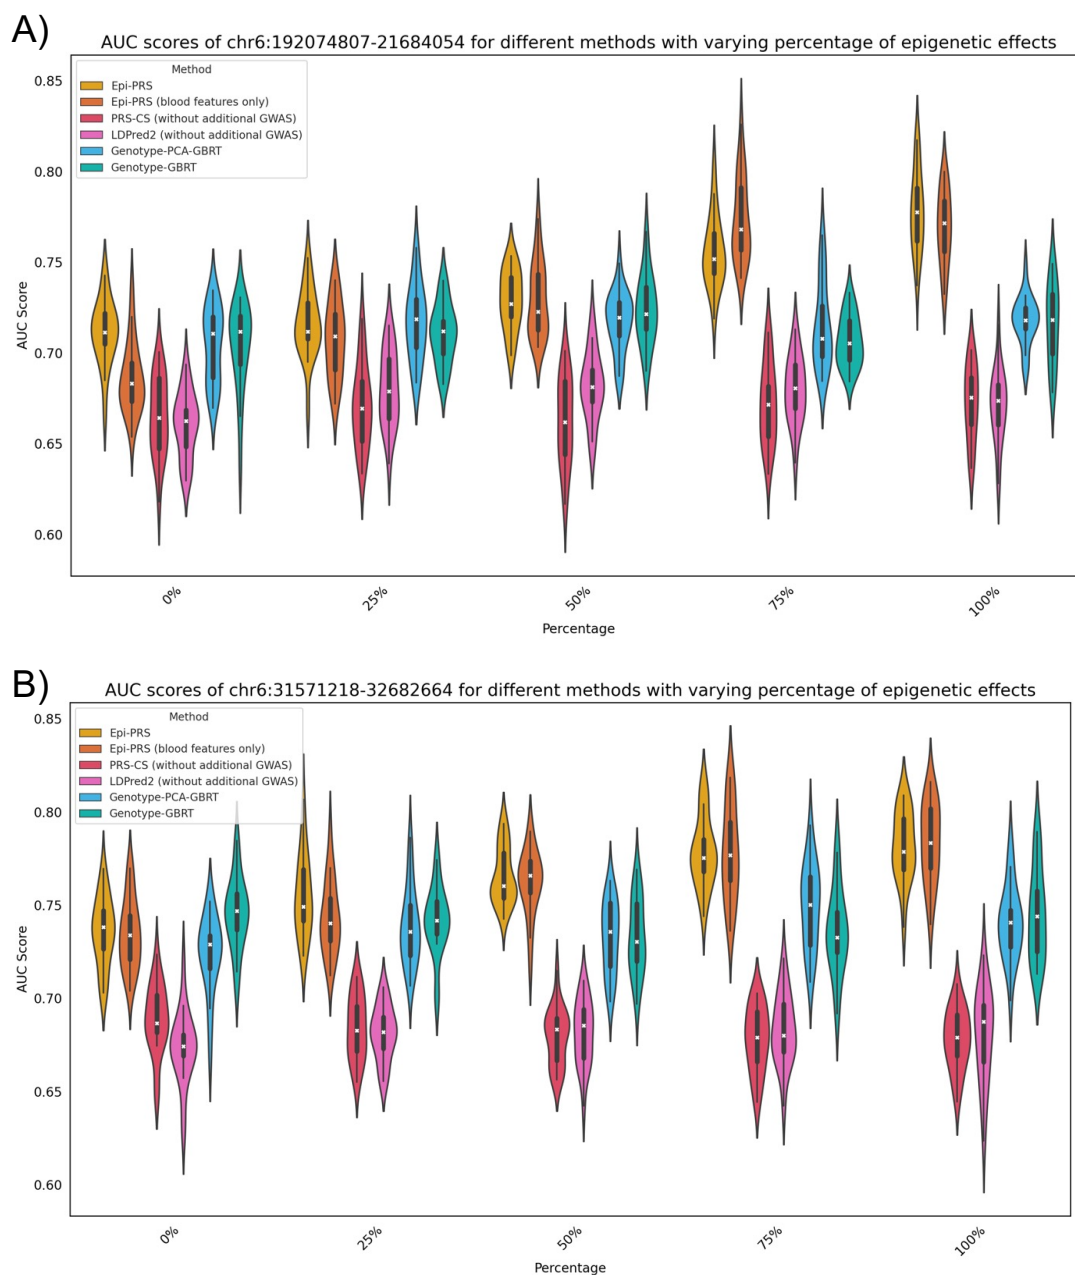 A)
AUC scores of chr6:192074807-21684054 for different methods with varying percentage of epigenetic effects
0.85
0.80
0.75
0.70
0.65
0.60
AUC Score
Method
Epi-PRS
Epi-PRS (blood features only)
PRS-CS (without additional GWAS)
LDPred2 (without additional GWAS)
Genotype-PCA-GBRT
Genotype-GBRT
0%
25%
50%
75%
100%
Percentage
B)
AUC scores of chr6:31571218-32682664 for different methods with varying percentage of epigenetic effects
0.85
0.80
0.75
0.70
0.65
0.60
AUC Score
Method
Epi-PRS
Epi-PRS (blood features only)
PRS-CS (without additional GWAS)
LDPred2 (without additional GWAS)
Genotype-PCA-GBRT
Genotype-GBRT
0%
25%
50%
75%
100%
Percentage